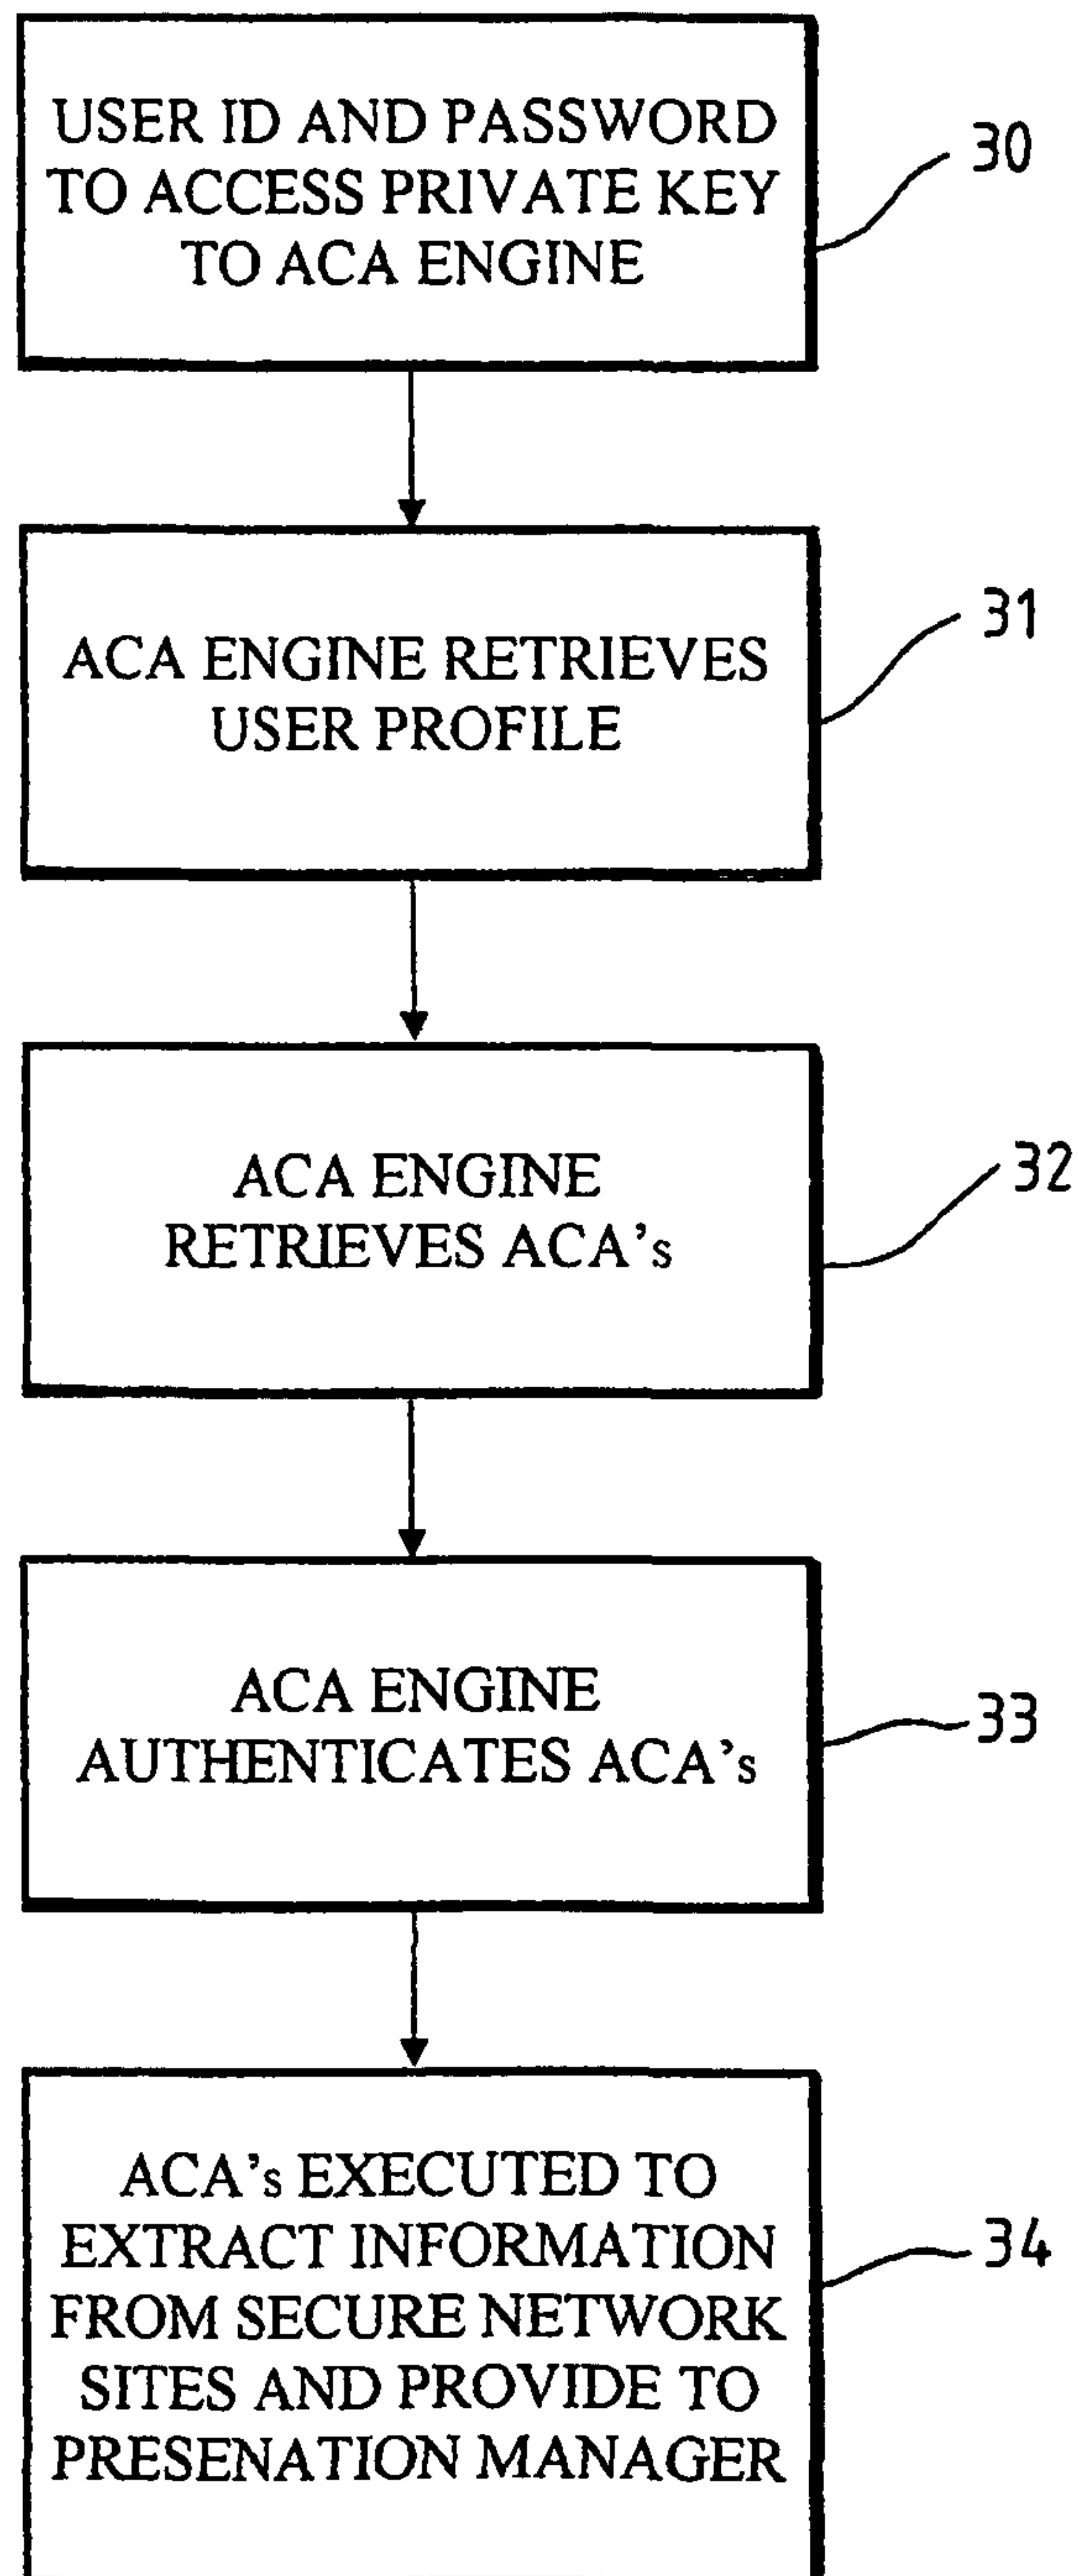 USER ID AND PASSWORD
TO ACCESS PRIVATE KEY
TO ACA ENGINE
30
ACA ENGINE RETRIEVES
USER PROFILE
31
ACA ENGINE
RETRIEVES ACA's
32
ACA ENGINE
AUTHENTICATES ACA's
33
ACA's EXECUTED TO
EXTRACT INFORMATION
FROM SECURE NETWORK
SITES AND PROVIDE TO
PRESENATION MANAGER
34